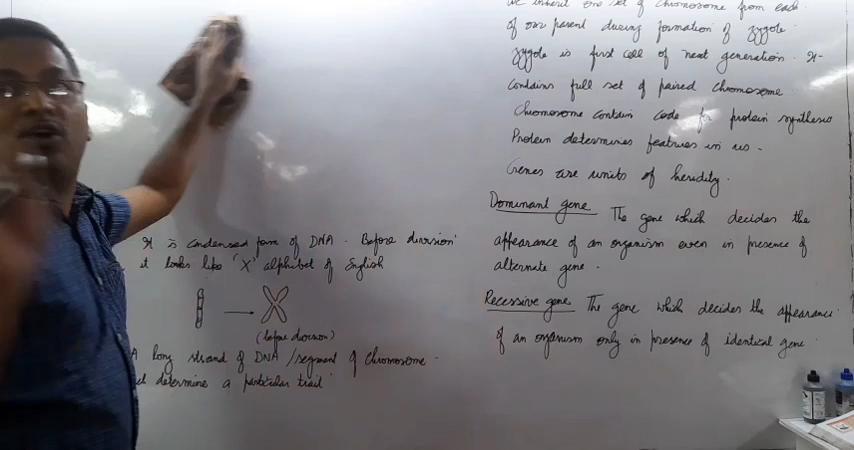 It is condensed form of DNA. Before division
it looks like 'X' alphabet of English
(before division)
A long strand of DNA/segment of chromosome.
determine a particular trait
we inherit one set of chromosome from each
of our parent during formation of zygote.
zygote is first cell of next generation. It
contains full set of paired chromosome.
Chromosome contain code for protein synthesis
Protein determines features in us.
Genes are units of heridity.
Dominant gene The gene which decides the
appearance of an organism even in presence of
alternate gene.
Recessive gene The gene which decides the appearance
of an organism only in presence of identical gene.